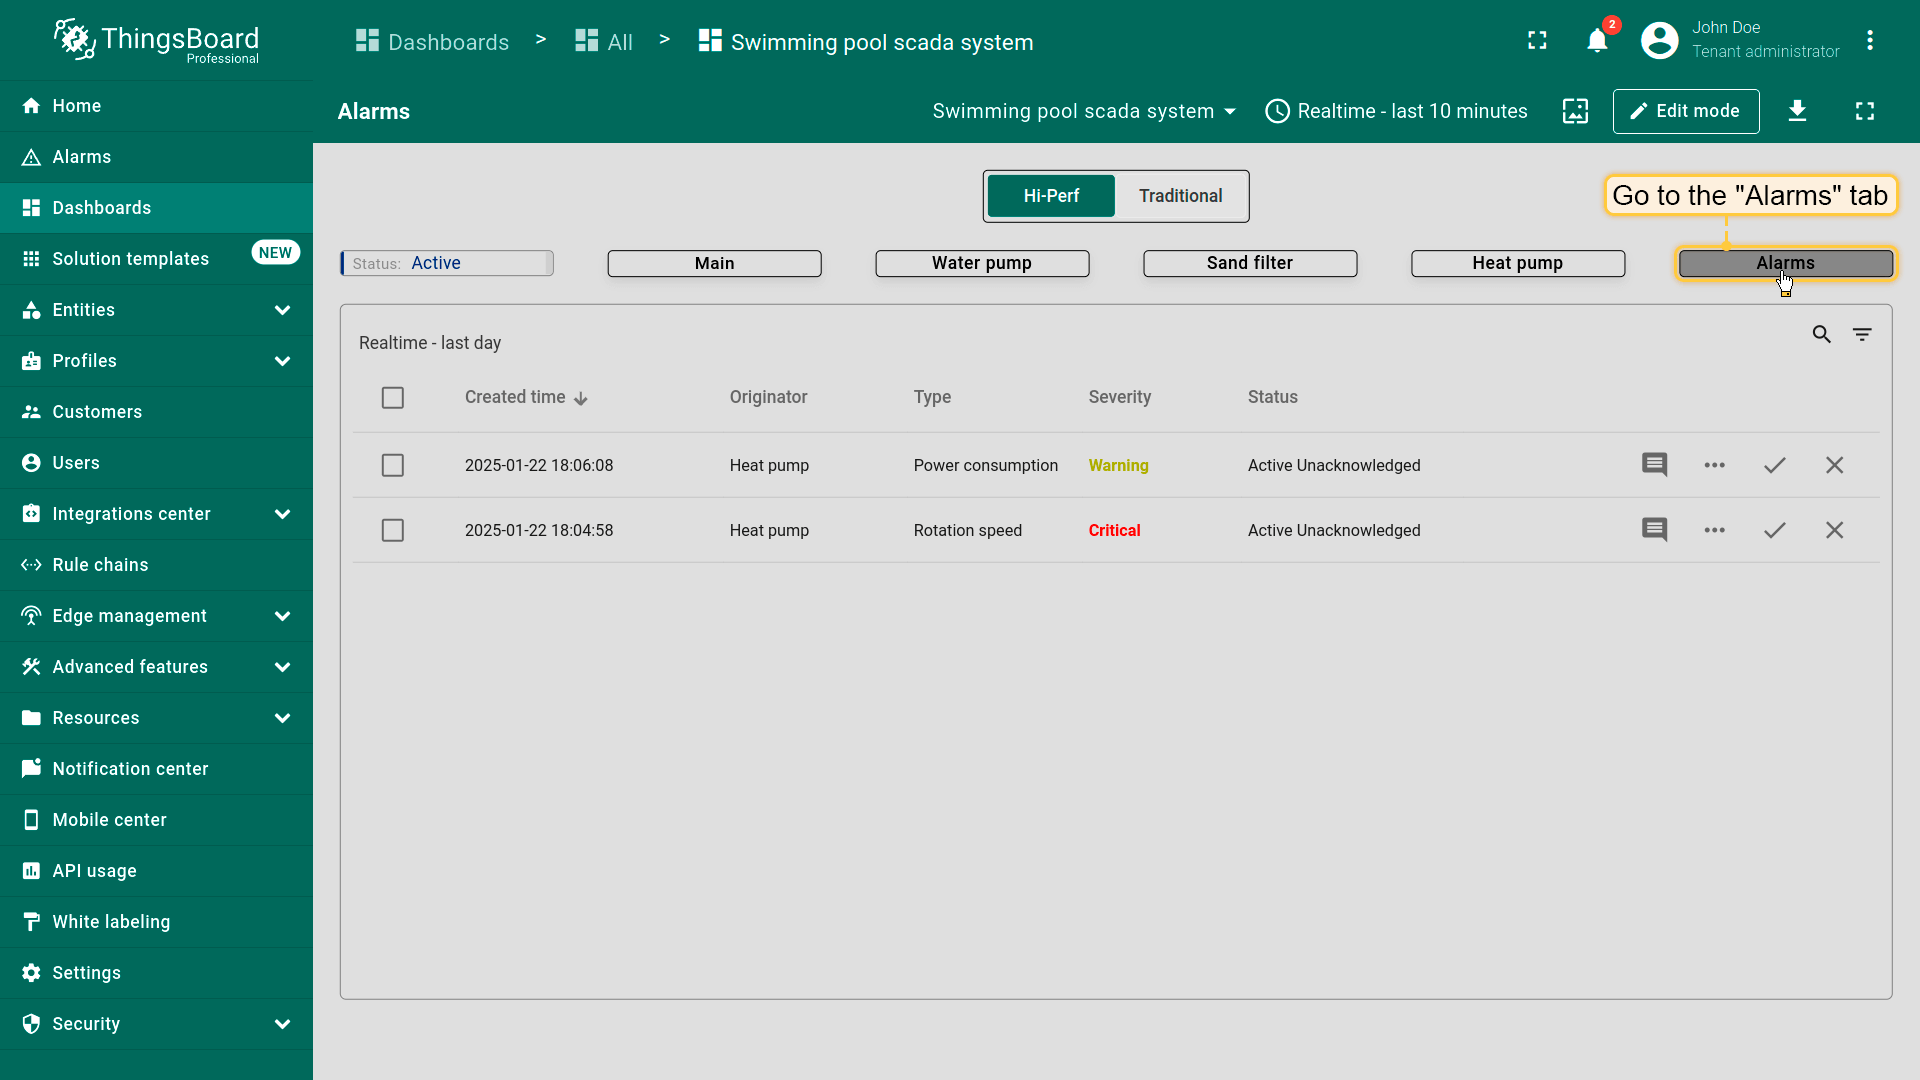 ThingsBoard
Professional
Dashboards > All > Swimming pool scada system
2
John Doe
Tenant administrator
Home
Alarms
Dashboards
Solution templates NEW
Entities
Profiles
Customers
Users
Integrations center
Rule chains
Edge management
Advanced features
Resources
Notification center
Mobile center
API usage
White labeling
Settings
Security
Alarms
Swimming pool scada system
Realtime - last 10 minutes
Edit mode
Hi-Perf
Traditional
Go to the "Alarms" tab
Status: Active
Main
Water pump
Sand filter
Heat pump
Alarms
Realtime - last day
Created time Originator Type Severity Status
2025-01-22 18:06:08 Heat pump Power consumption Warning Active Unacknowledged
2025-01-22 18:04:58 Heat pump Rotation speed Critical Active Unacknowledged